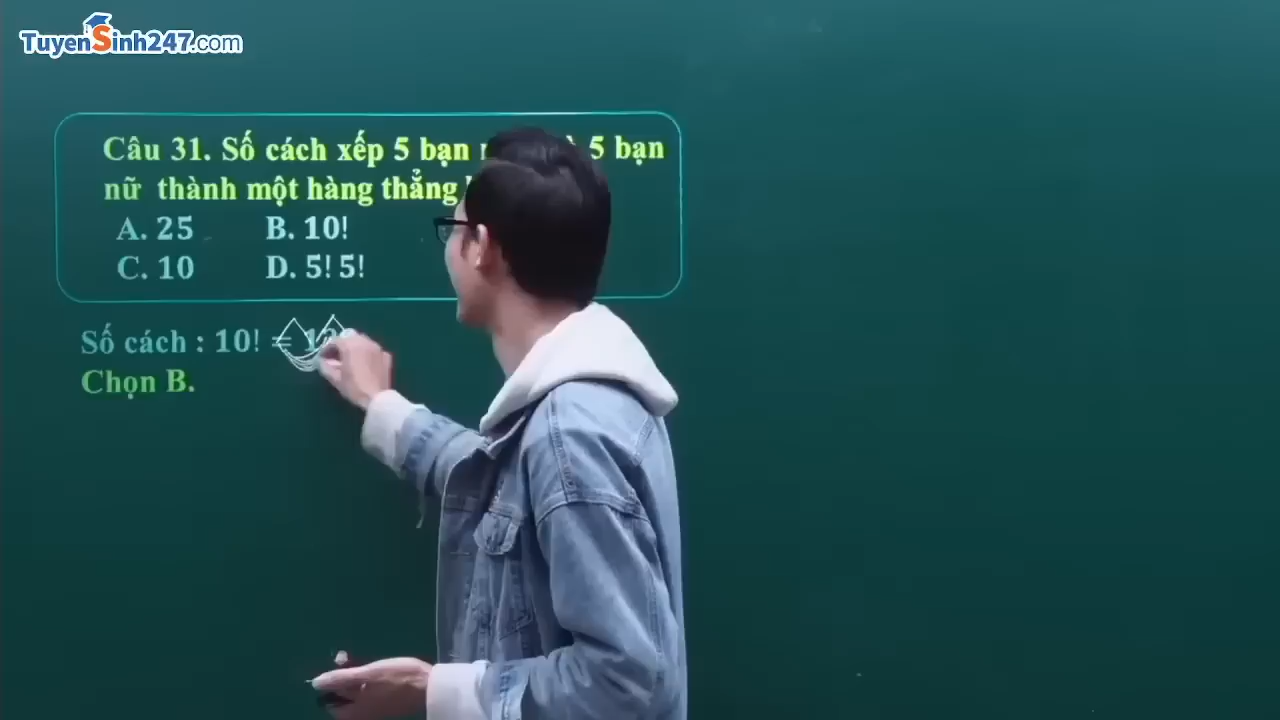 TuyenSinh247.com
Câu 31. Số cách xếp 5 bạn 5 bạn
nữ thành một hàng thẳng
A. 25 B. 10!
C. 10 D. 5! 5!
Số cách : 10! =
Chọn B.